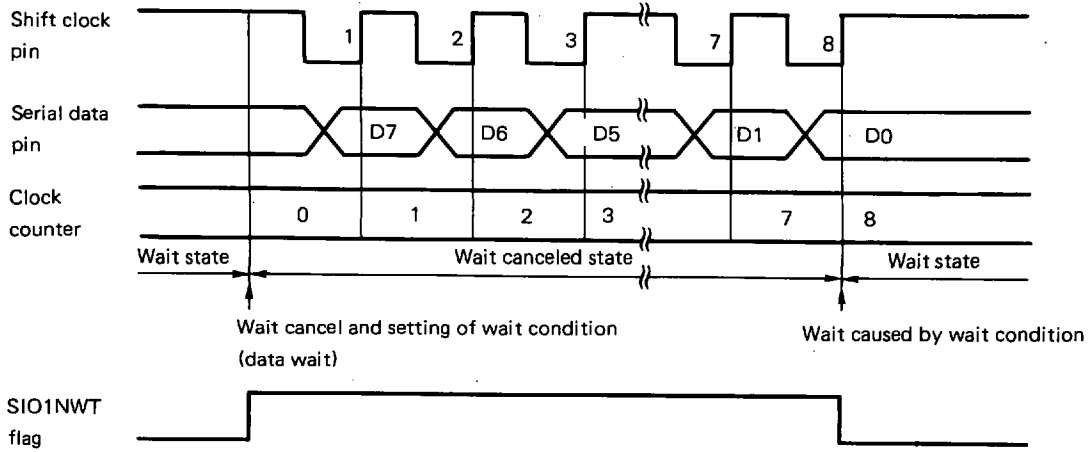 Shift clock
pin
1 2 3 7 8
Serial data
pin
D7 D6 D5 D1 D0
Clock
counter
0 1 2 3 7 8
Wait state Wait canceled state Wait state
Wait cancel and setting of wait condition
(data wait)
Wait caused by wait condition
SIO1NWT
flag